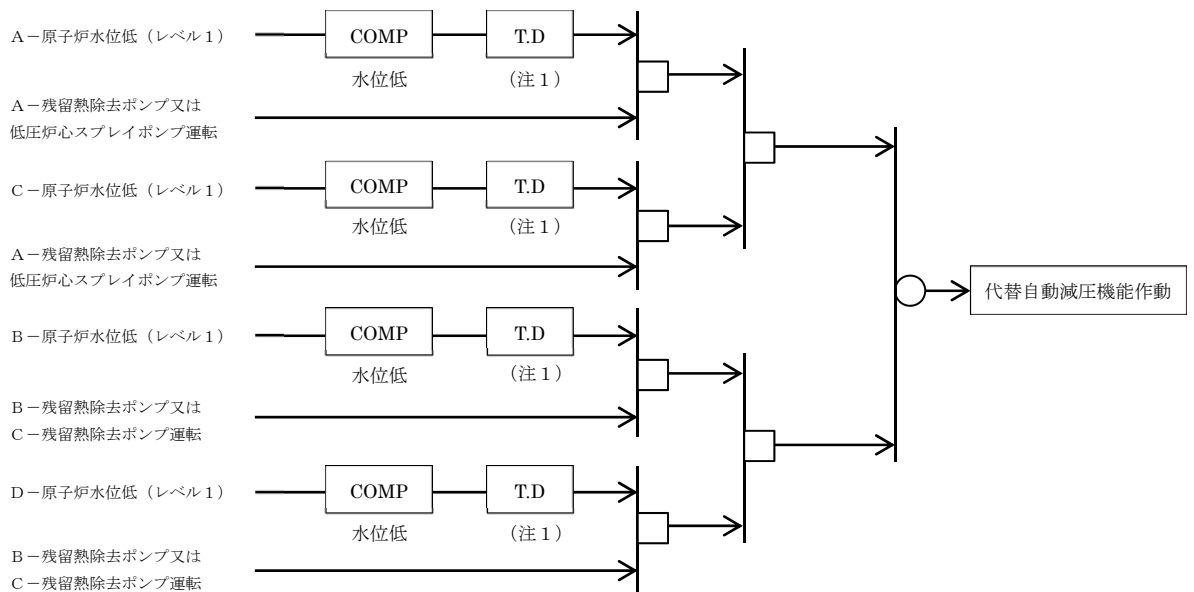 A－原子炉水位低（レベル１）
COMP
T.D
水位低
（注１）
A－残留熱除去ポンプ又は
低圧炉心スプレイポンプ運転
C－原子炉水位低（レベル１）
COMP
T.D
水位低
（注１）
A－残留熱除去ポンプ又は
低圧炉心スプレイポンプ運転
代替自動減圧機能作動
B－原子炉水位低（レベル１）
COMP
T.D
水位低
（注１）
B－残留熱除去ポンプ又は
C－残留熱除去ポンプ運転
D－原子炉水位低（レベル１）
COMP
T.D
水位低
（注１）
B－残留熱除去ポンプ又は
C－残留熱除去ポンプ運転